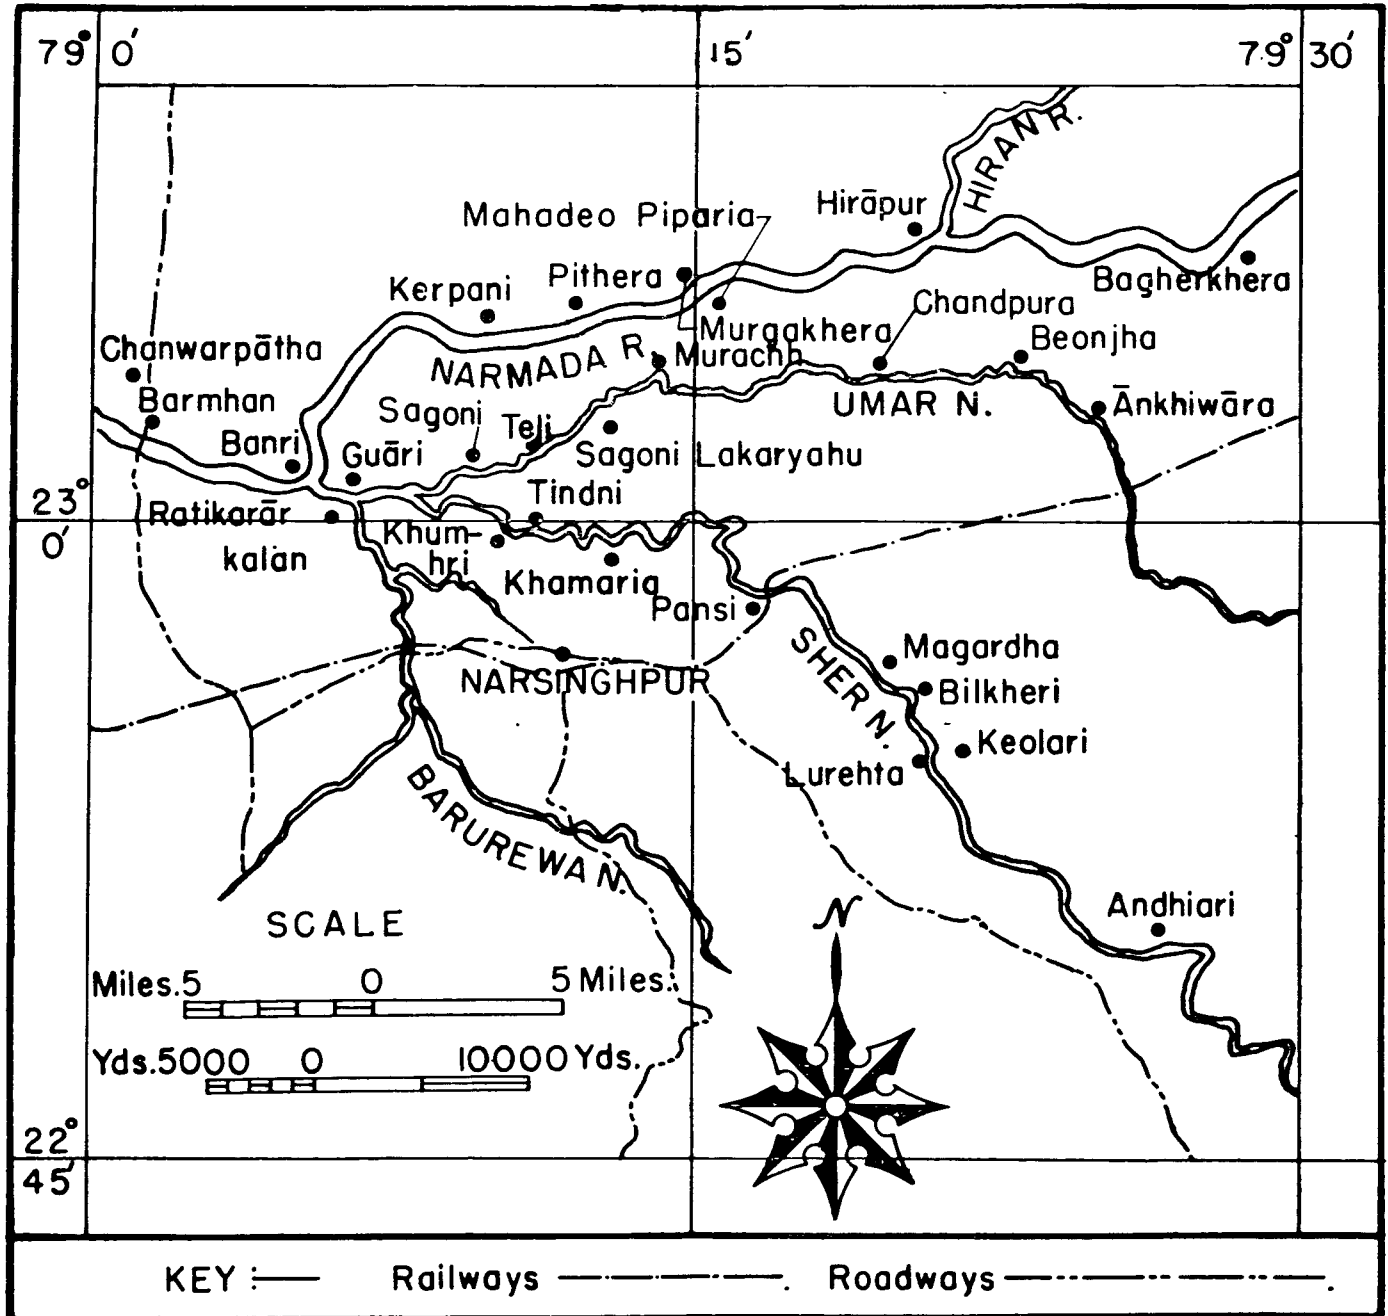 79° 0′ 15′ 79° 30′
HIRAN R.
Hirāpur
Mahadeo Piparia
Kerpani
Pithera
Bagherkhera
Chandpura
Murgakhera
Beonjha
Chanwarpātha
NARMADA R.
Murachh
Barmhan
Sagoni
UMAR N.
Ānkhiwāra
Banri
Guāri
Teli
Sagoni Lakaryahu
23° 0′
Ratikarār
kalān
Tindni
Khum-
hri
Khamaria
Pansi
SHER N.
Magardha
NARSINGHPUR
Bilkheri
Keolari
Lurehta
BARUREWA N.
Andhiari
SCALE
N
Miles. 5 0 5 Miles.
Yds. 5000 0 10000 Yds.
22°
45′
KEY :— Railways Roadways